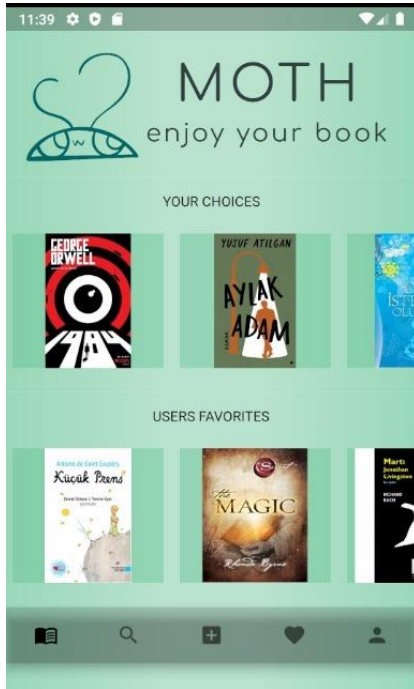 11:39
MOTH
enjoy your book
YOUR CHOICES
GEORGE
ORWELL
1984
YUSUF ATILGAN
AYLAK
ADAM
İSTE
USERS FAVORITES
Antoine de Saint-Exupéry
Küçük Prens
The
MAGIC
Rhonda Byrne
Martı
Jonathan
Livingston
RICHARD
BACH